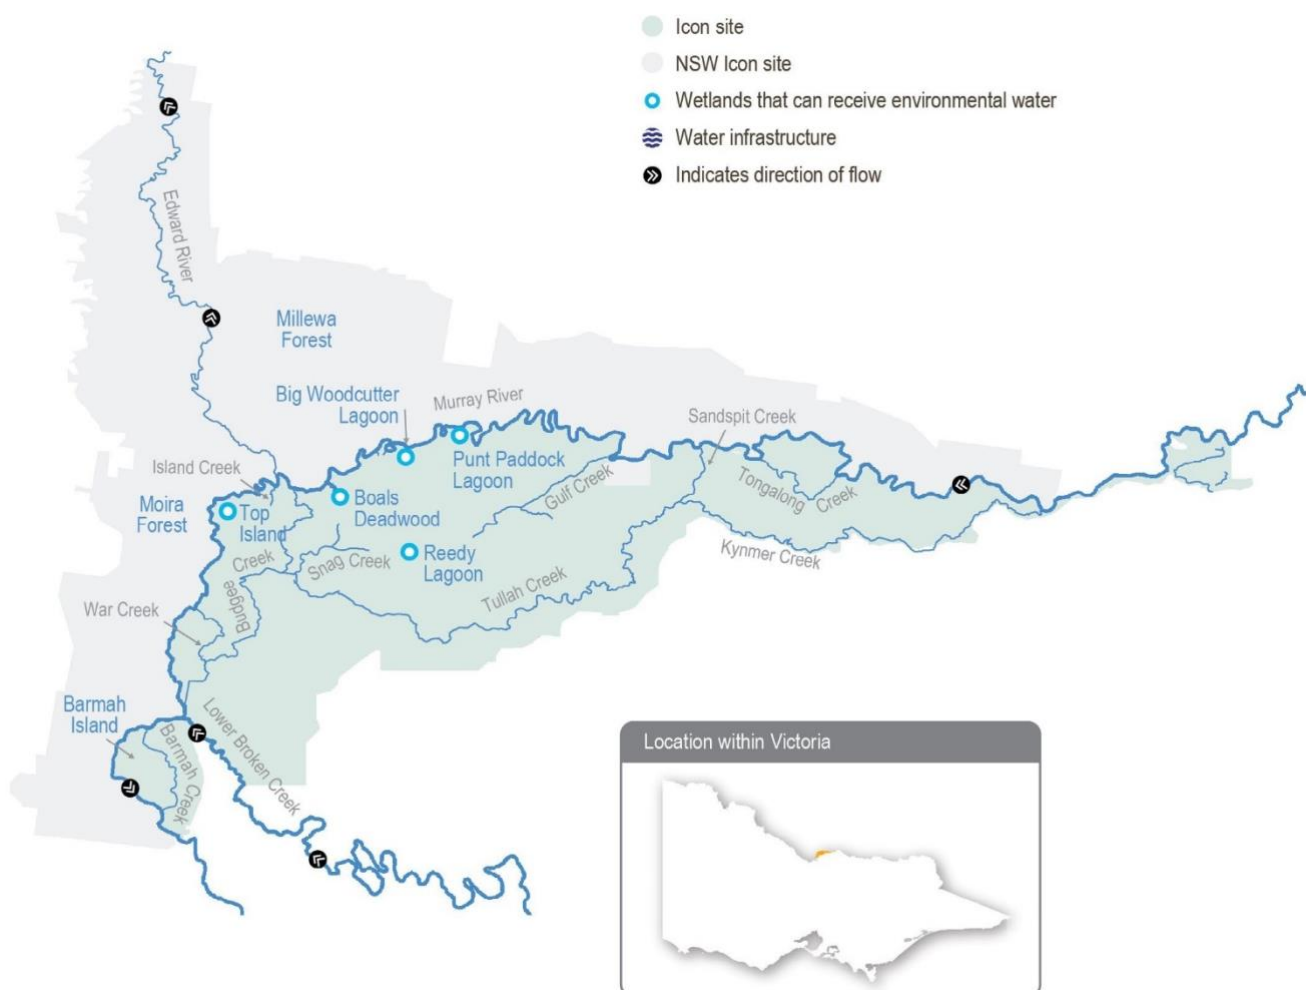 Icon site
NSW Icon site
Wetlands that can receive environmental water
Water infrastructure
Indicates direction of flow
Edward River
Millewa
Forest
Big Woodcutter
Lagoon
Murray River
Sandspit Creek
Island Creek
Punt Paddock
Lagoon
Gulf Creek
Tongalong
Creek
Moira
Forest
Top
Island
Boals
Deadwood
Creek
Snag Creek
Reedy
Lagoon
Kynmer Creek
Tullah Creek
Budgee
War Creek
Barmah
Island
Barmah Creek
Lower Broken Creek
Location within Victoria